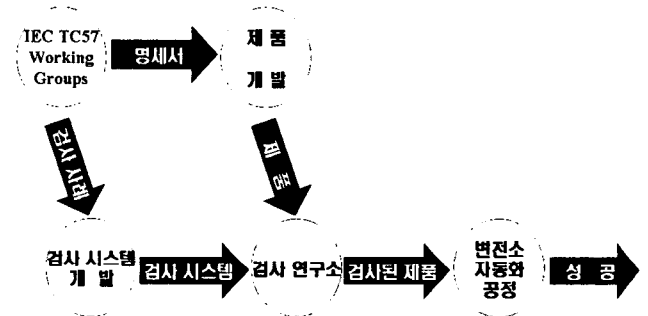 IEC TC57
Working
Groups
명세서
제 품
개 발
검사 사례
제 품
검사 시스템
개 발
검사 시스템
검사 연구소
검사된 제품
변전소
자동화
공정
성 공